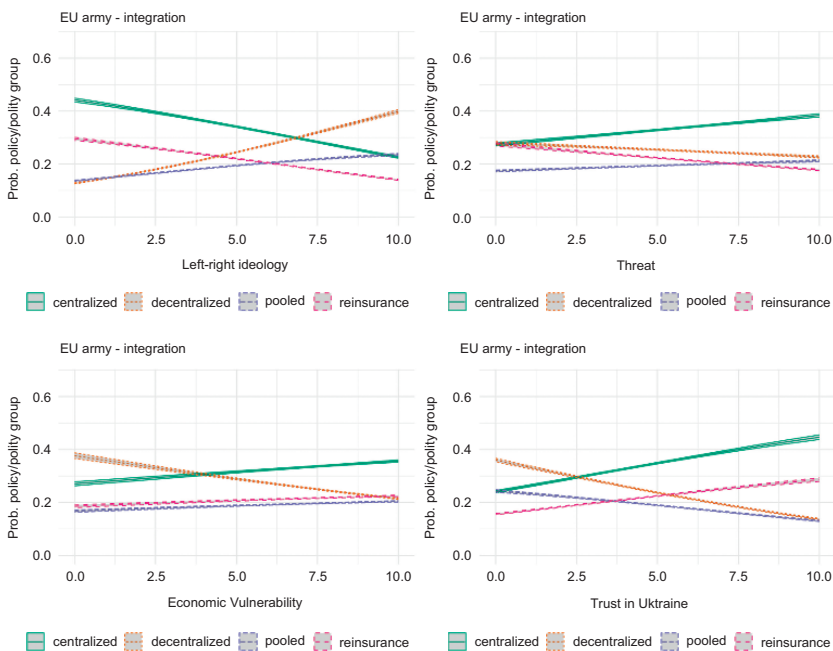 EU army - integration
Prob. policy/polity group
0.6
0.4
0.2
0.0
0.0 2.5 5.0 7.5 10.0
Left-right ideology
centralized decentralized pooled reinsurance
EU army - integration
Prob. policy/polity group
0.6
0.4
0.2
0.0
0.0 2.5 5.0 7.5 10.0
Threat
centralized decentralized pooled reinsurance
EU army - integration
Prob. policy/polity group
0.6
0.4
0.2
0.0
0.0 2.5 5.0 7.5 10.0
Economic Vulnerability
centralized decentralized pooled reinsurance
EU army - integration
Prob. policy/polity group
0.6
0.4
0.2
0.0
0.0 2.5 5.0 7.5 10.0
Trust in Uktraine
centralized decentralized pooled reinsurance